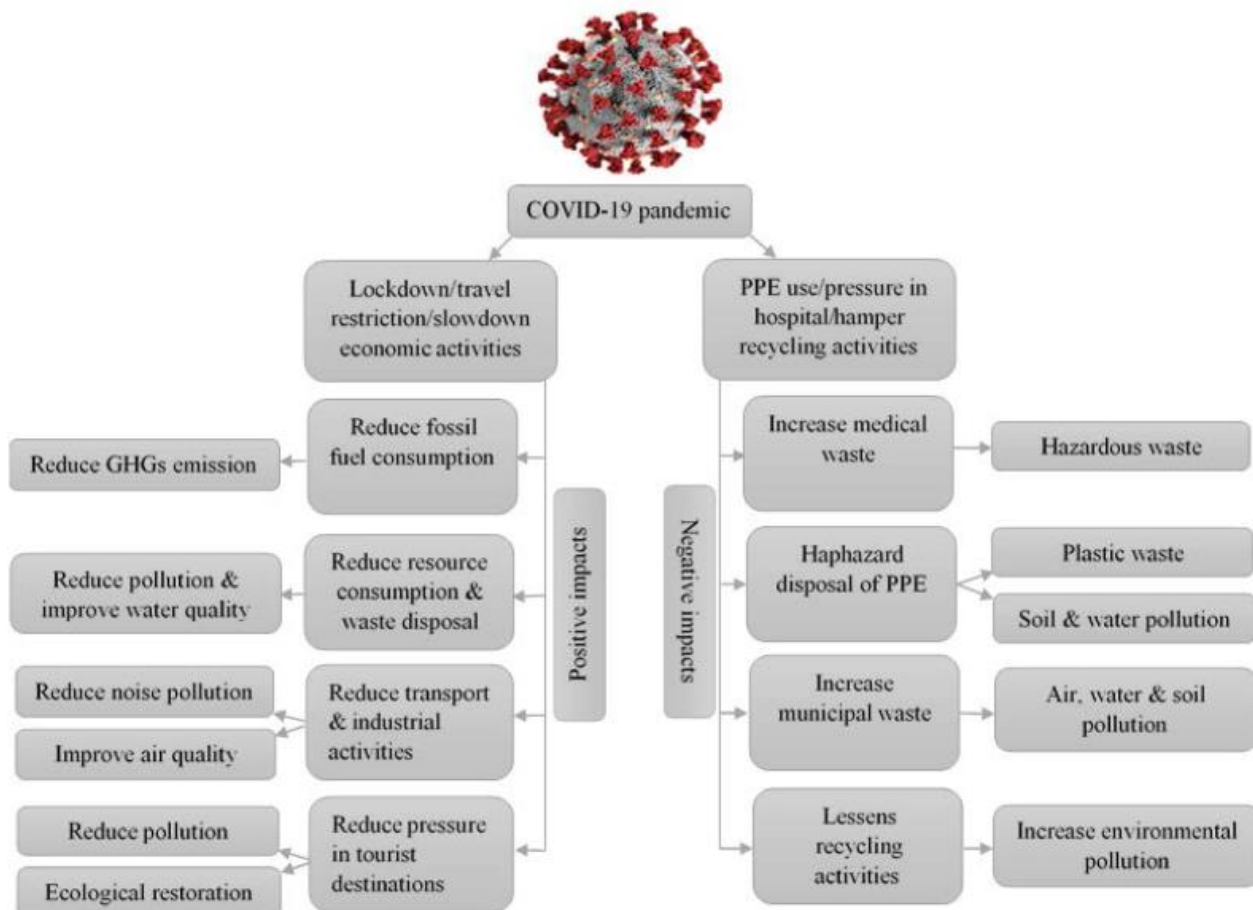 COVID-19 pandemic
Lockdown/travel
restriction/slowdown
economic activities
PPE use/pressure in
hospital/hamper
recycling activities
Positive impacts
Reduce fossil
fuel consumption
Reduce GHGs emission
Reduce resource
consumption &
waste disposal
Reduce pollution &
improve water quality
Reduce transport
& industrial
activities
Reduce noise pollution
Improve air quality
Reduce pressure
in tourist
destinations
Reduce pollution
Ecological restoration
Negative impacts
Increase medical
waste
Hazardous waste
Haphazard
disposal of PPE
Plastic waste
Soil & water pollution
Increase
municipal waste
Air, water & soil
pollution
Lessens
recycling
activities
Increase environmental
pollution